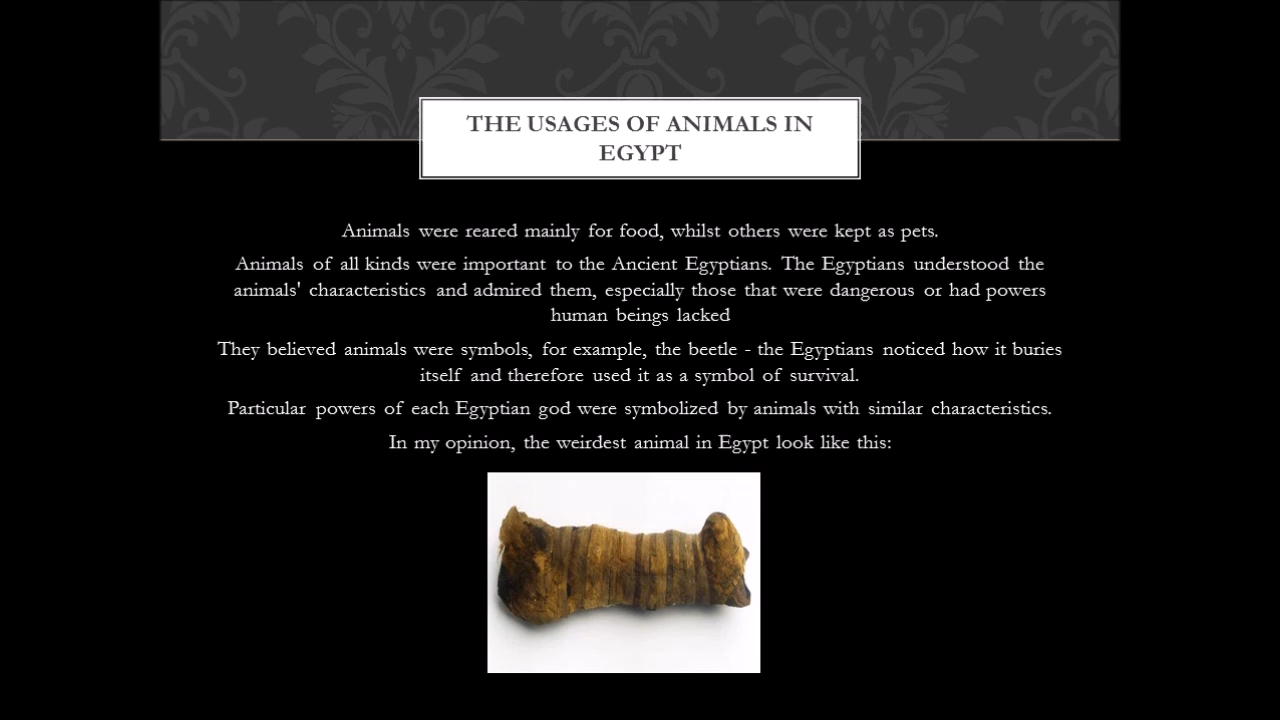 THE USAGES OF ANIMALS IN
EGYPT
Animals were reared mainly for food, whilst others were kept as pets.
Animals of all kinds were important to the Ancient Egyptians. The Egyptians understood the
animals' characteristics and admired them, especially those that were dangerous or had powers
human beings lacked
They believed animals were symbols, for example, the beetle - the Egyptians noticed how it buries
itself and therefore used it as a symbol of survival.
Particular powers of each Egyptian god were symbolized by animals with similar characteristics.
In my opinion, the weirdest animal in Egypt look like this: